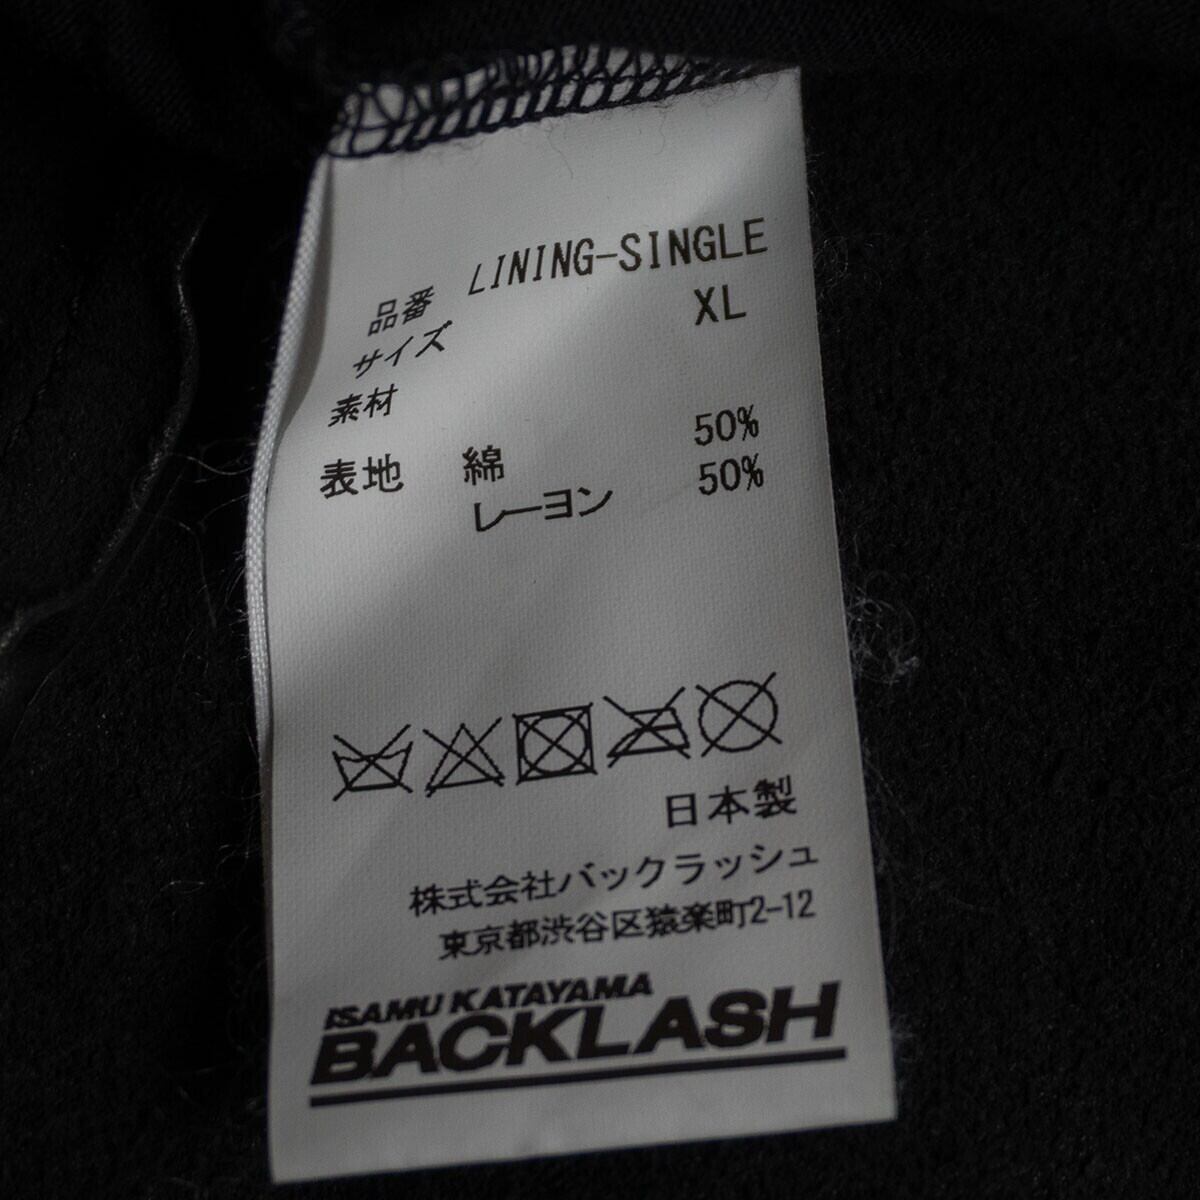 品番 LINING-SINGLE
サイズ XL
素材
表地 綿 50%
レーヨン 50%
日本製
株式会社バックラッシュ
東京都渋谷区猿楽町2-12
ISAMU KATAYAMA
BACKLASH